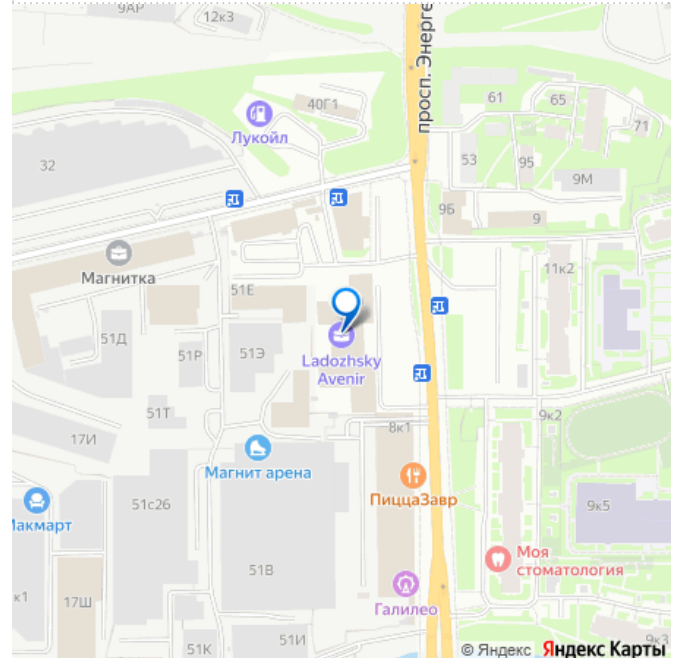 9АР
12к3
просп. Энерге
40Г1
Лукойл
61
65
71
32
53
95
9М
9Б
9
Магнитка
51Е
11к2
51Д
51Р
51Э
Ladozhsky
Avenir
51Т
8к1
9к2
17И
Магнит арена
ПиццаЗавр
Макмарт
51с26
9к5
Моя
стоматология
51В
к1
17Ш
Галилео
51К
51И
9к3
© Яндекс Яндекс Карты